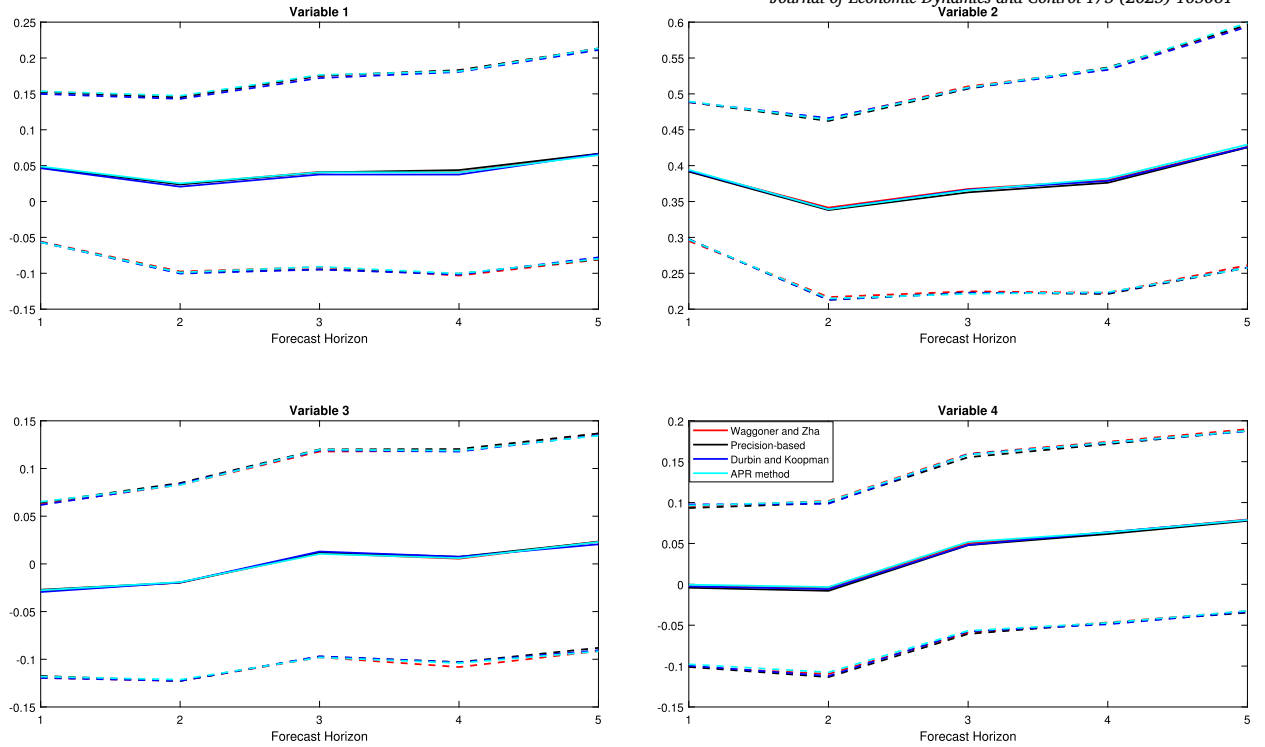 Journal of Economic Dynamics and Control 173 (2025) 105061
Variable 1
0.25
0.2
0.15
0.1
0.05
0
-0.05
-0.1
-0.15
1 2 3 4 5
Forecast Horizon
Variable 2
0.6
0.55
0.5
0.45
0.4
0.35
0.3
0.25
0.2
1 2 3 4 5
Forecast Horizon
Variable 3
0.15
0.1
0.05
0
-0.05
-0.1
-0.15
1 2 3 4 5
Forecast Horizon
Variable 4
0.2
0.15
0.1
0.05
0
-0.05
-0.1
-0.15
Waggoner and Zha
Precision-based
Durbin and Koopman
APR method
1 2 3 4 5
Forecast Horizon